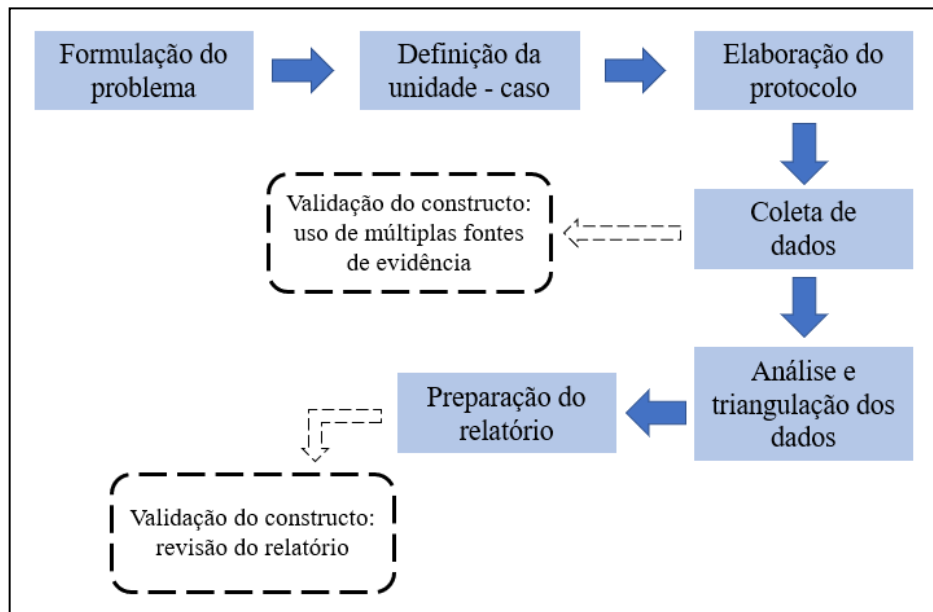 Formulação do
problema
Definição da
unidade - caso
Elaboração do
protocolo
Validação do constructo:
uso de múltiplas fontes
de evidência
Coleta de
dados
Preparação do
relatório
Análise e
triangulação dos
dados
Validação do constructo:
revisão do relatório